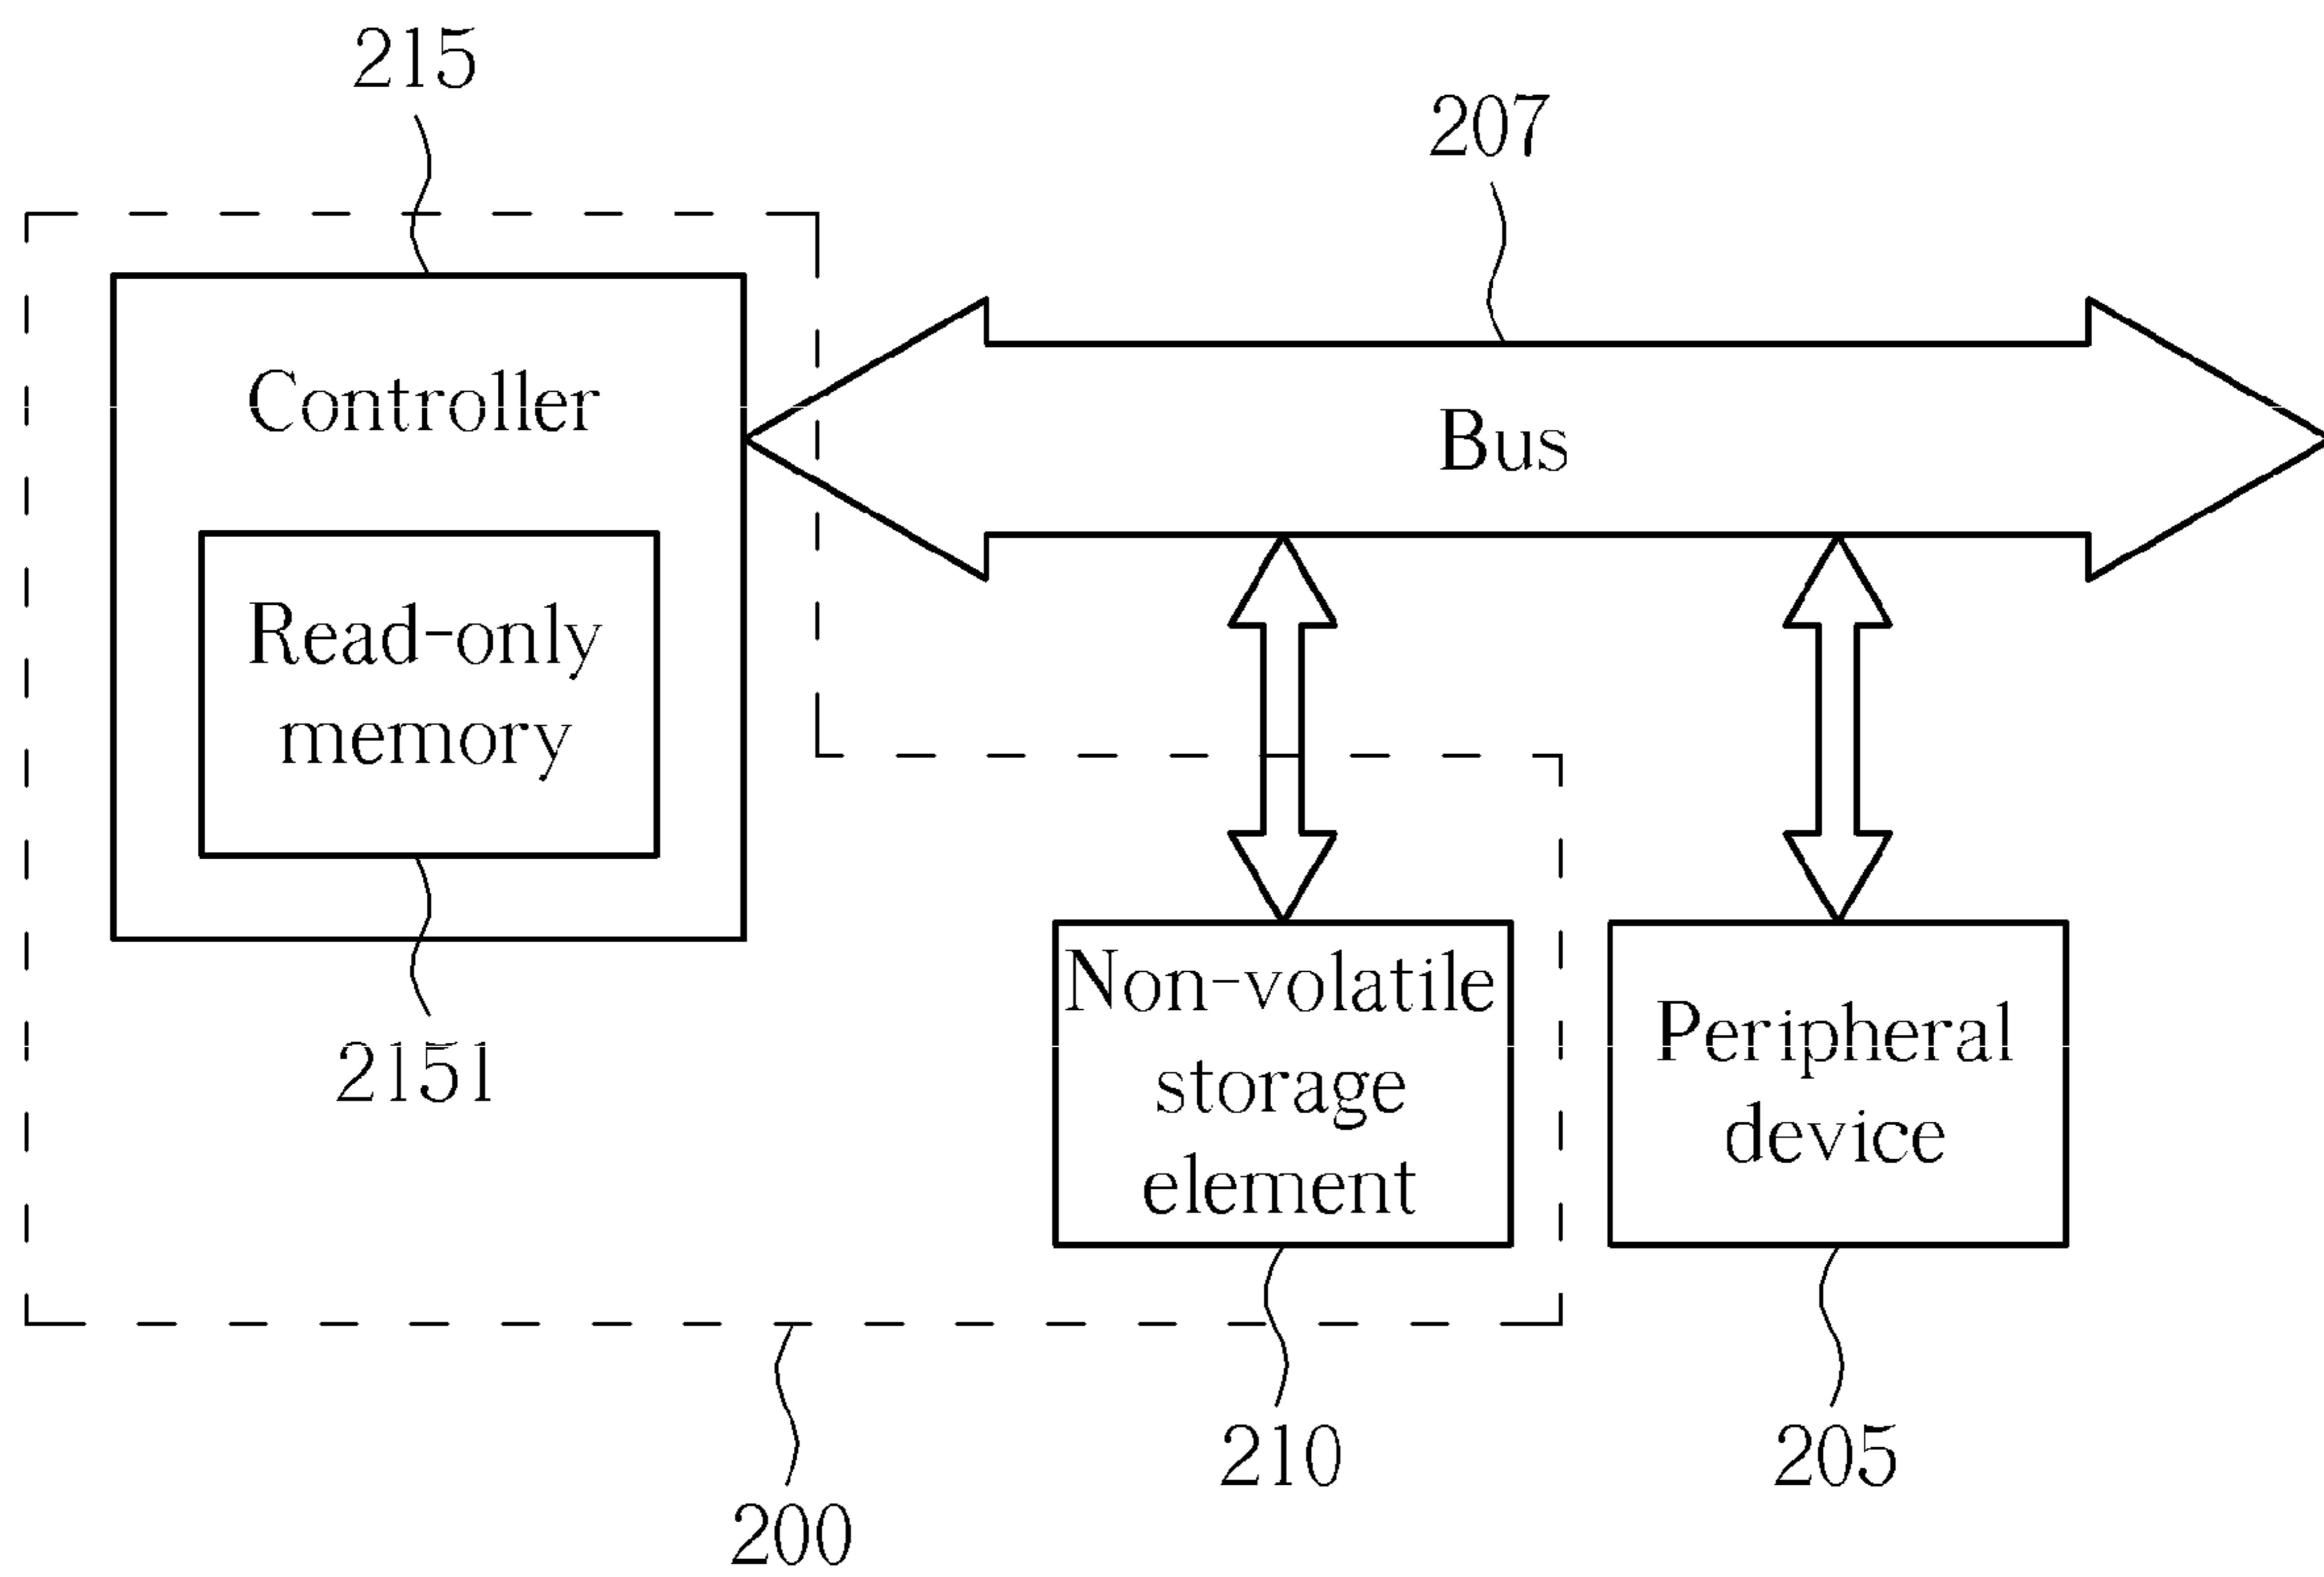 215
207
Controller
Bus
Read-only
memory
2151
Non-volatile
storage
element
Peripheral
device
210
205
200